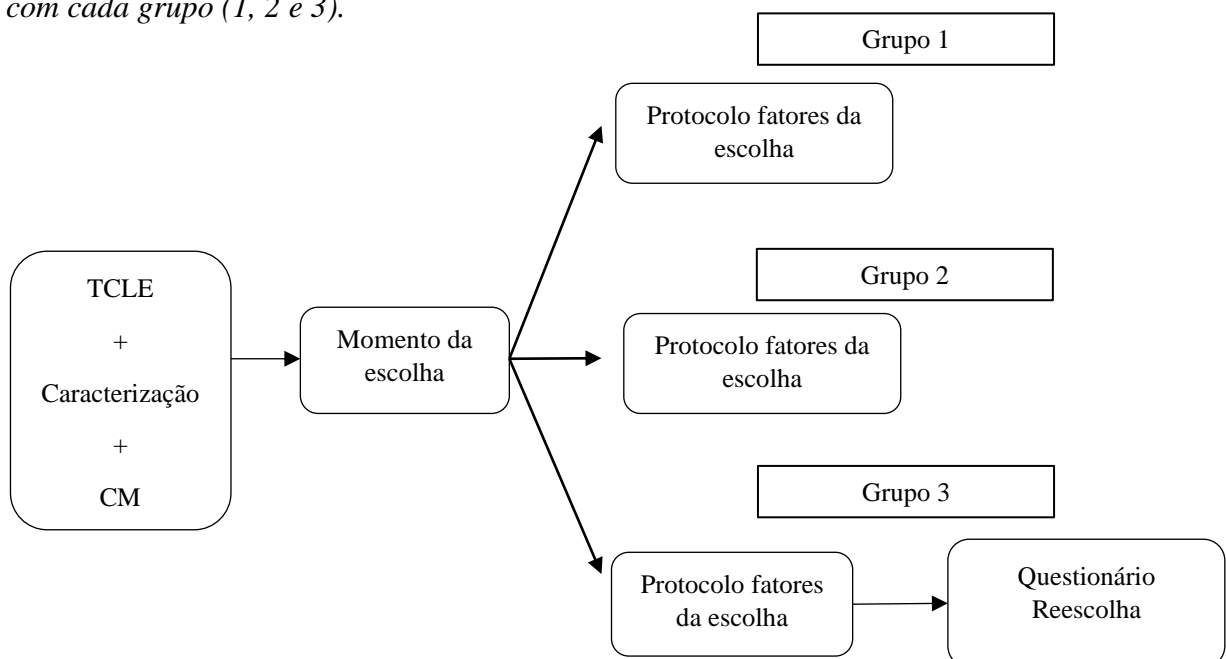 com cada grupo (1, 2 e 3).
Grupo 1
Protocolo fatores da
escolha
Grupo 2
TCLE
+
Caracterização
+
CM
Momento da
escolha
Protocolo fatores da
escolha
Grupo 3
Protocolo fatores
da escolha
Questionário
Reescolha